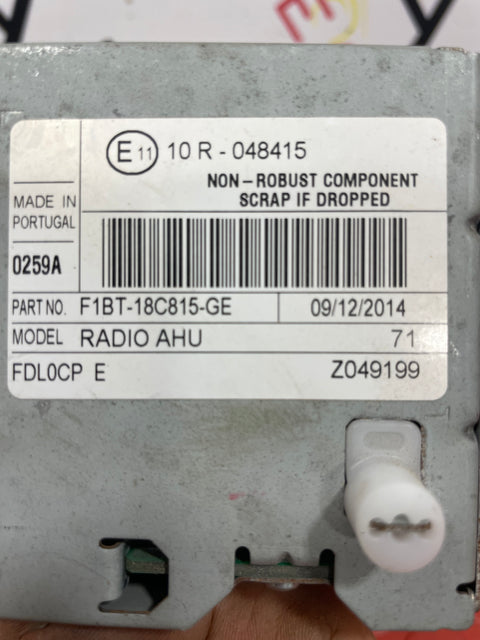 E11 10 R - 048415
NON-ROBUST COMPONENT
SCRAP IF DROPPED
MADE IN
PORTUGAL
0259A
PART NO. F1BT-18C815-GE 09/12/2014
MODEL RADIO AHU 71
FDL0CP E Z049199